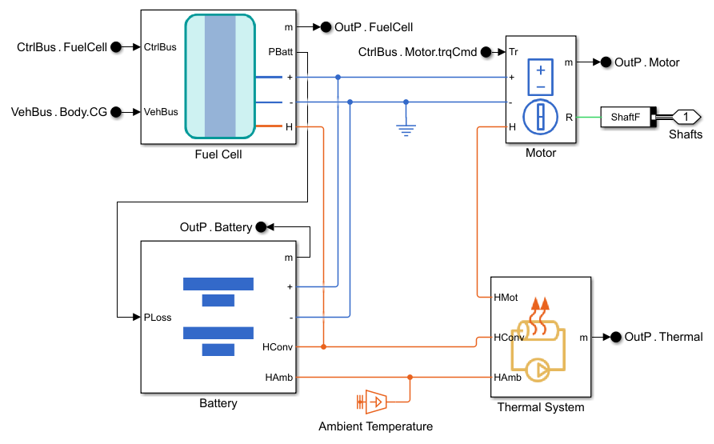 CtrlBus . FuelCell
CtrlBus
m
OutP . FuelCell
PBatt
+
-
H
VehBus . Body.CG
VehBus
Fuel Cell
CtrlBus . Motor.trqCmd
Tr
+
-
H
m
OutP . Motor
R
ShaftF
1
Shafts
Motor
OutP . Battery
m
+
-
PLoss
HConv
HAmb
Battery
HMot
HConv
HAmb
m
OutP . Thermal
Thermal System
Ambient Temperature